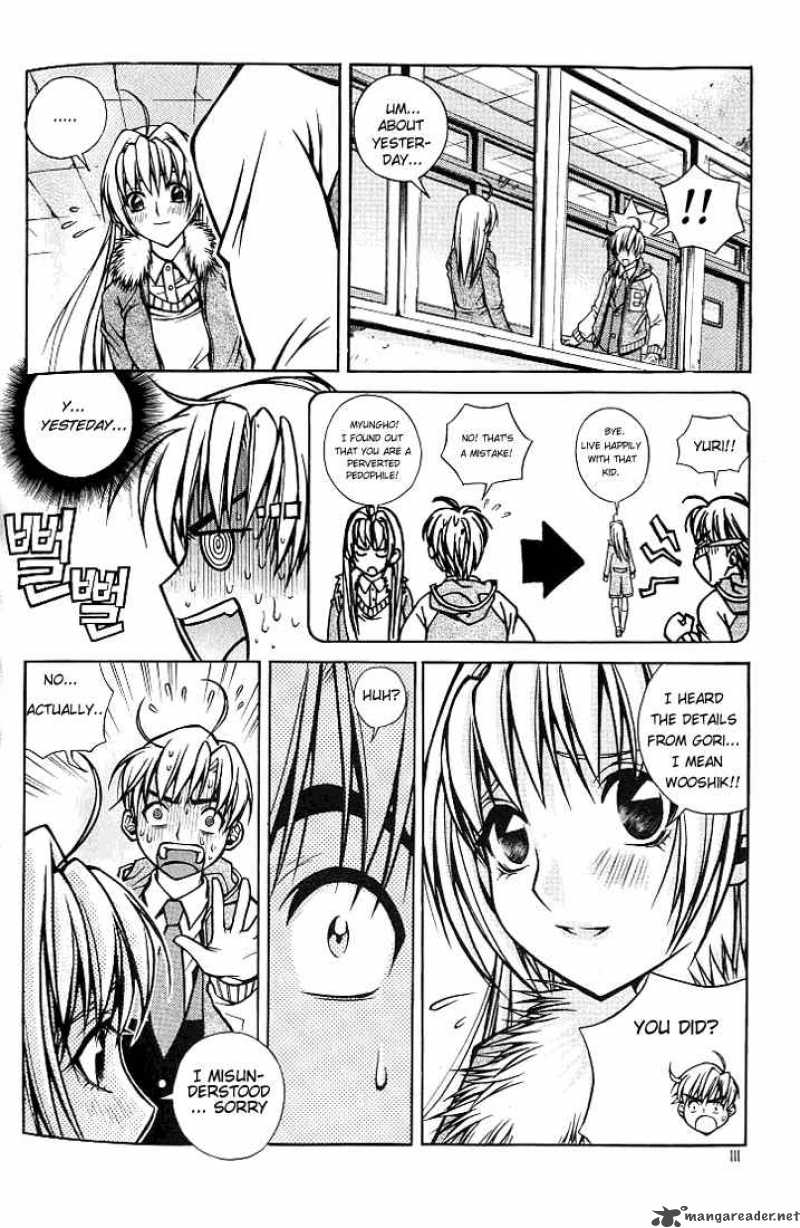 .....
UM...
ABOUT
YESTER-
DAY...
!!
Y...
YESTEDAY...
뻘
뻘
MYUNGHO!
I FOUND OUT
THAT YOU ARE A
PERVERTED
PEDOPHILE!
NO! THAT'S
A MISTAKE!
BYE.
LIVE HAPPILY
WITH THAT
KID.
YURI!!
NO...
ACTUALLY..
I MISUN-
DERSTOOD
... SORRY
HUH?
I HEARD
THE DETAILS
FROM GORI...
I MEAN
WOOSHIK!!
YOU DID?
111
mangareader.net